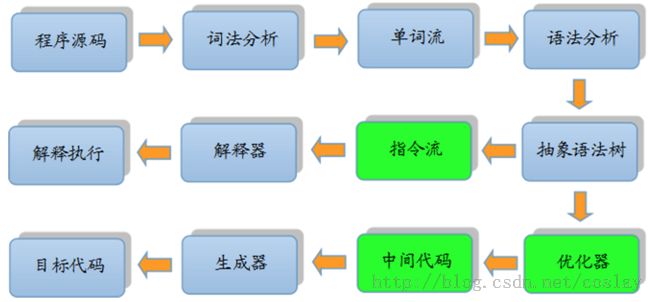 程序源码
词法分析
单词流
语法分析
解释执行
解释器
指令流
抽象语法树
目标代码
生成器
中间代码
优化器
http://blog.csdn.net/coslay